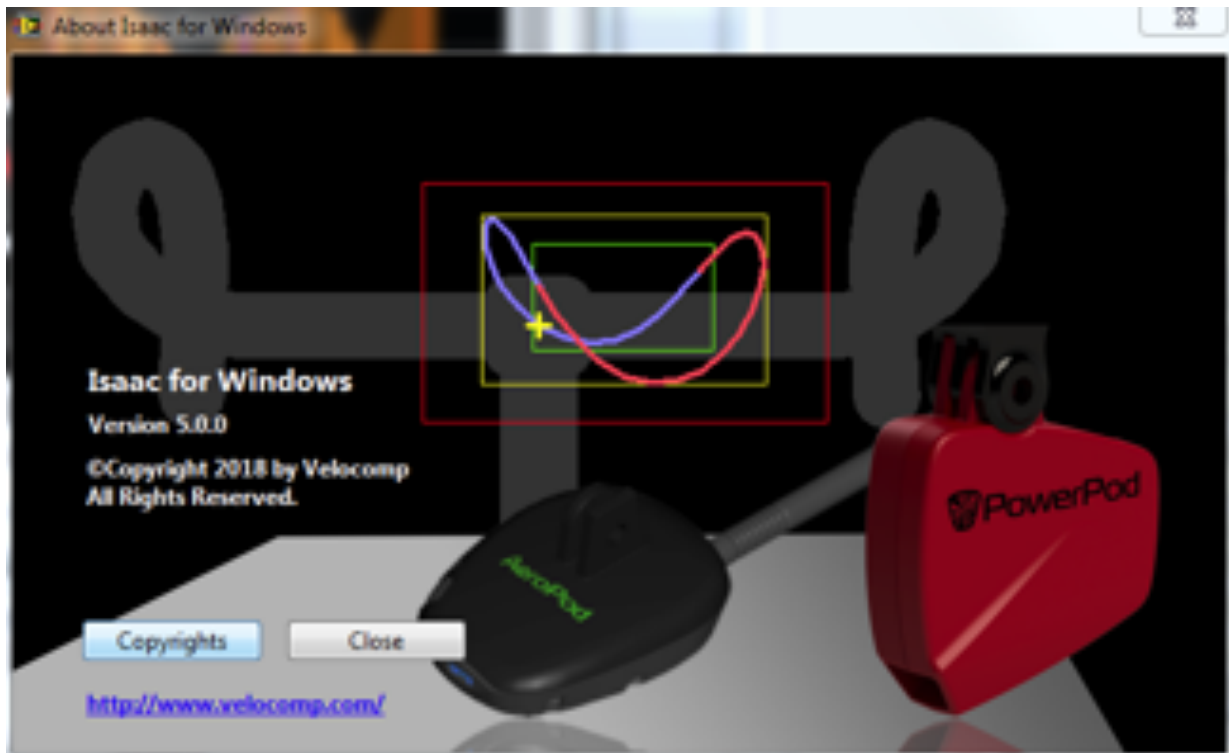 About Isaac for Windows
Isaac for Windows
Version 5.0.0
©Copyright 2018 by Velocomp
All Rights Reserved.
PowerPod
AeroPod
Copyrights
Close
http://www.velocomp.com/